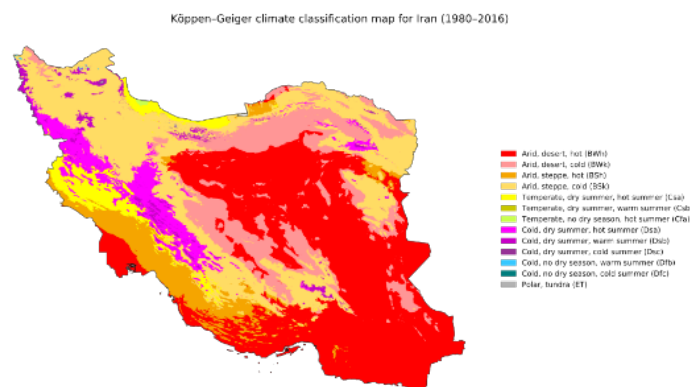 Köppen–Geiger climate classification map for Iran (1980–2016)
Arid, desert, hot (BWh)
Arid, desert, cold (BWk)
Arid, steppe, hot (BSh)
Arid, steppe, cold (BSk)
Temperate, dry summer, hot summer (Csa)
Temperate, dry summer, warm summer (Csb)
Temperate, no dry season, hot summer (Cfa)
Cold, dry summer, hot summer (Dsa)
Cold, dry summer, warm summer (Dsb)
Cold, dry summer, cold summer (Dsc)
Cold, no dry season, warm summer (Dfb)
Cold, no dry season, cold summer (Dfc)
Polar, tundra (ET)